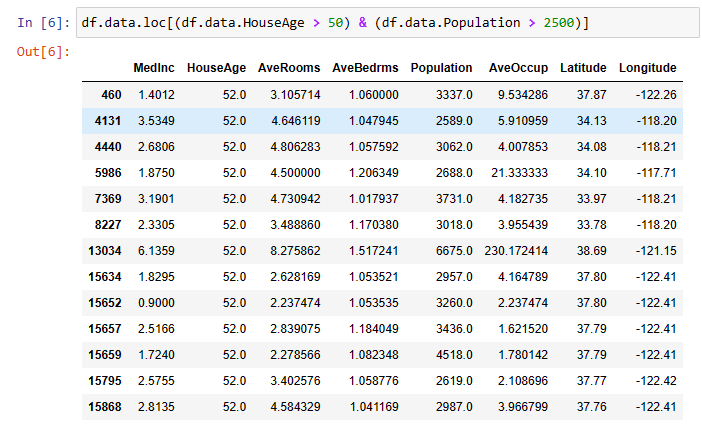 In [6]: df.data.loc[(df.data.HouseAge > 50) & (df.data.Population > 2500)]
Out[6]:
MedInc HouseAge AveRooms AveBedrms Population AveOccup Latitude Longitude
460 1.4012 52.0 3.105714 1.060000 3337.0 9.534286 37.87 -122.26
4131 3.5349 52.0 4.646119 1.047945 2589.0 5.910959 34.13 -118.20
4440 2.6806 52.0 4.806283 1.057592 3062.0 4.007853 34.08 -118.21
5986 1.8750 52.0 4.500000 1.206349 2688.0 21.333333 34.10 -117.71
7369 3.1901 52.0 4.730942 1.017937 3731.0 4.182735 33.97 -118.21
8227 2.3305 52.0 3.488860 1.170380 3018.0 3.955439 33.78 -118.20
13034 6.1359 52.0 8.275862 1.517241 6675.0 230.172414 38.69 -121.15
15634 1.8295 52.0 2.628169 1.053521 2957.0 4.164789 37.80 -122.41
15652 0.9000 52.0 2.237474 1.053535 3260.0 2.237474 37.80 -122.41
15657 2.5166 52.0 2.839075 1.184049 3436.0 1.621520 37.79 -122.41
15659 1.7240 52.0 2.278566 1.082348 4518.0 1.780142 37.79 -122.41
15795 2.5755 52.0 3.402576 1.058776 2619.0 2.108696 37.77 -122.42
15868 2.8135 52.0 4.584329 1.041169 2987.0 3.966799 37.76 -122.41